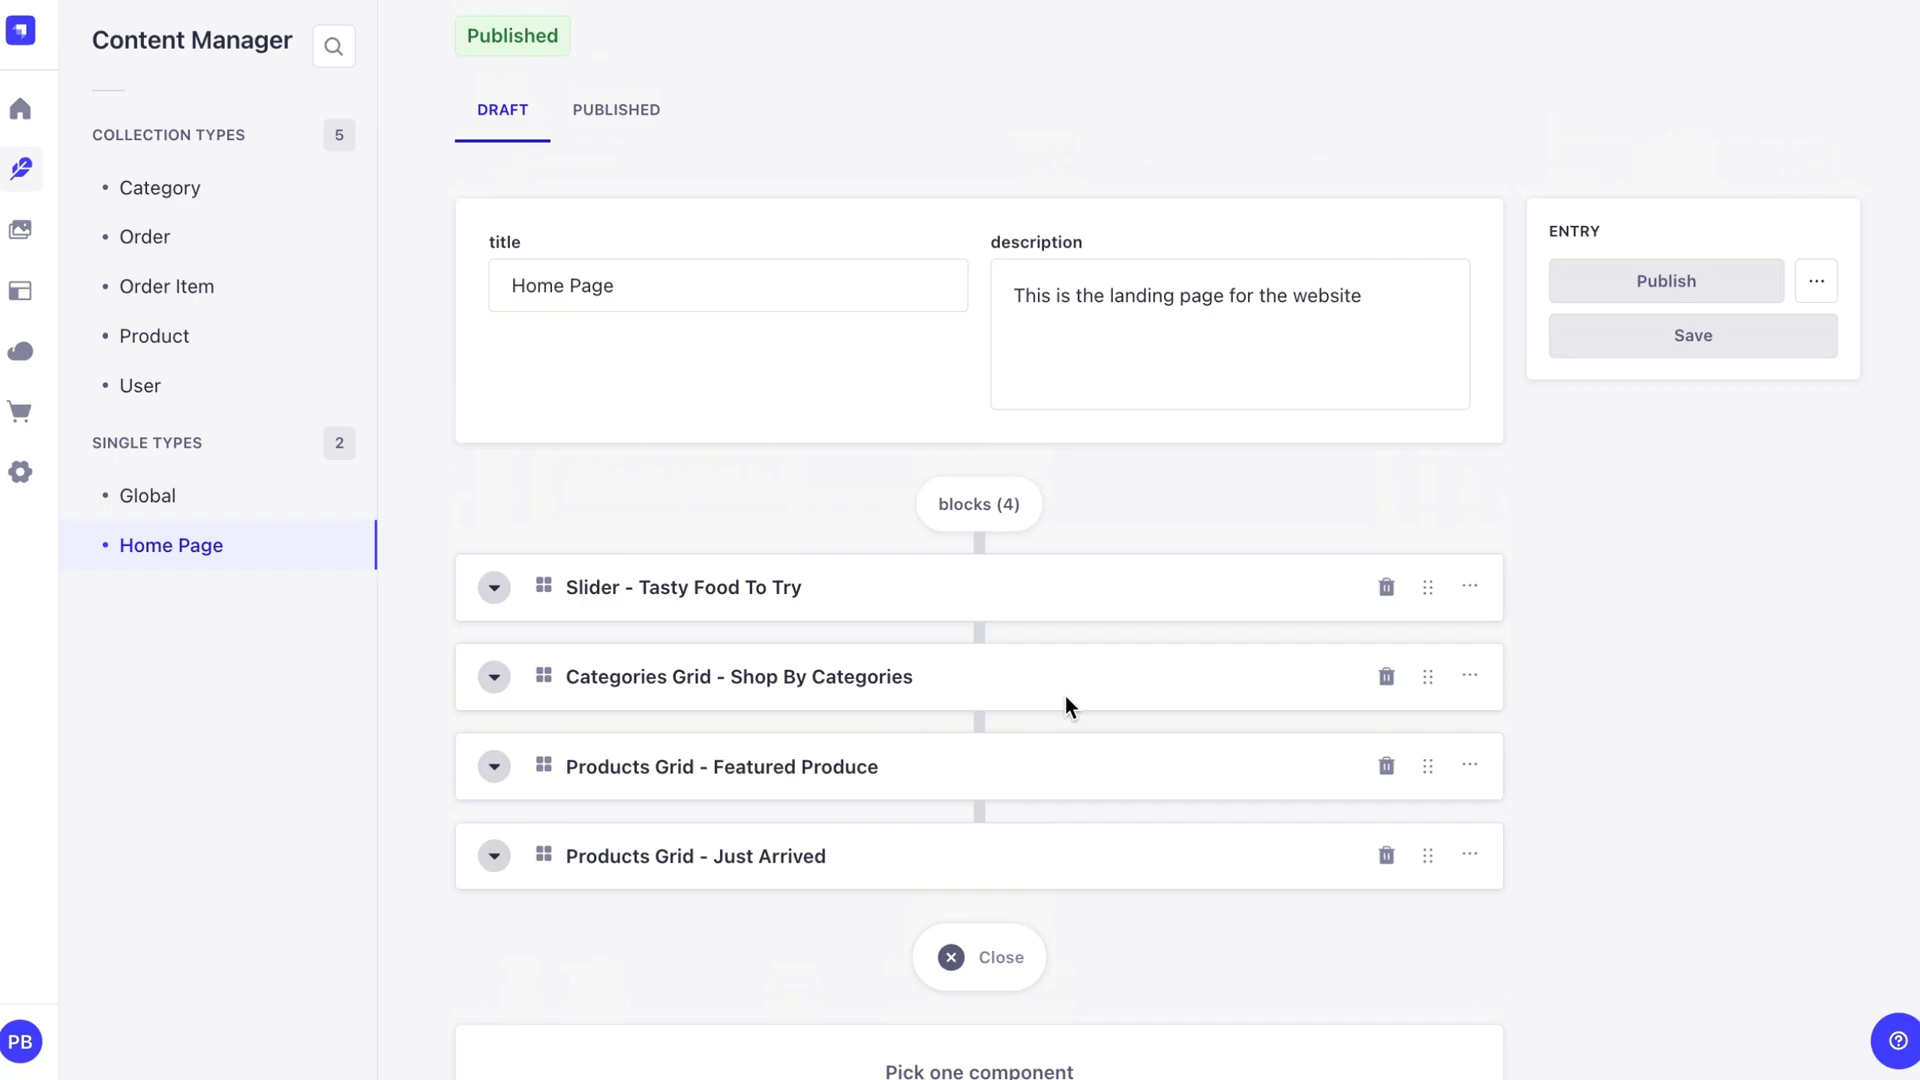 Content Manager
COLLECTION TYPES 5
Category
Order
Order Item
Product
User
SINGLE TYPES 2
Global
Home Page
PB
Published
DRAFT PUBLISHED
title
Home Page
description
This is the landing page for the website
ENTRY
Publish
Save
blocks (4)
Slider - Tasty Food To Try
Categories Grid - Shop By Categories
Products Grid - Featured Produce
Products Grid - Just Arrived
Close
Pick one component